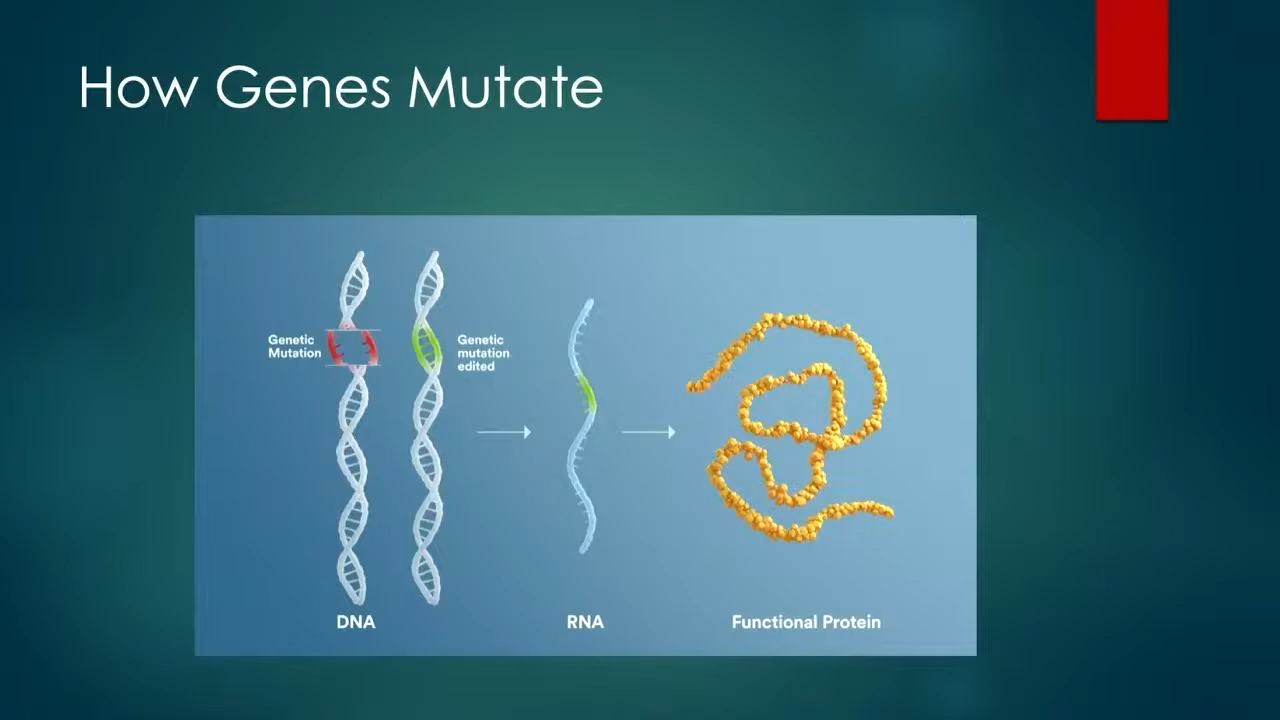 How Genes Mutate
Genetic
Mutation
Genetic
mutation
edited
DNA
RNA
Functional Protein